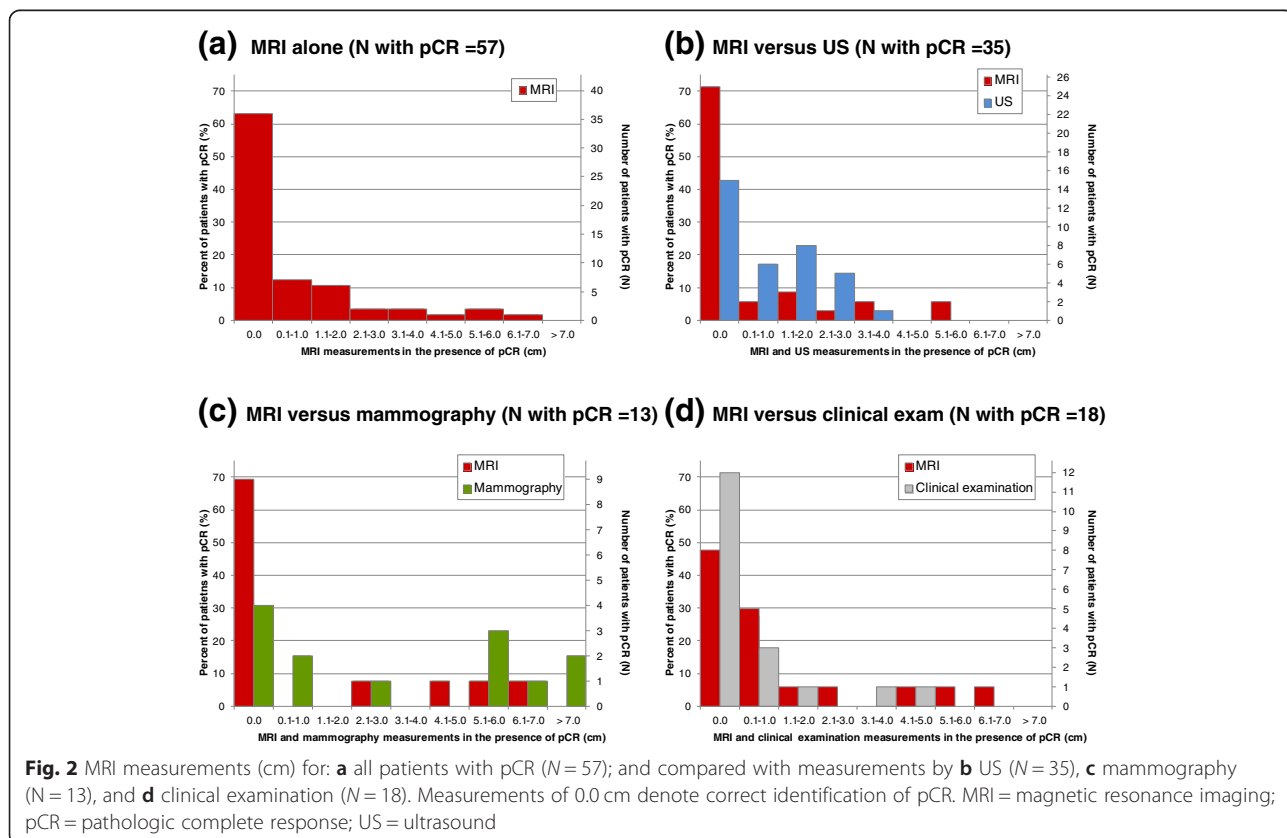 (a) MRI alone (N with pCR =57)
MRI
Percent of patients with pCR (%)
70
60
50
40
30
20
10
0
40
35
30
25
20
15
10
5
0
Number of patients with pCR (N)
0.0 0.1-1.0 1.1-2.0 2.1-3.0 3.1-4.0 4.1-5.0 5.1-6.0 6.1-7.0 > 7.0
MRI measurements in the presence of pCR (cm)
(b) MRI versus US (N with pCR =35)
MRI
US
Percent of patients with pCR (%)
70
60
50
40
30
20
10
0
26
24
22
20
18
16
14
12
10
8
6
4
2
0
Number of patients with pCR (N)
0.0 0.1-1.0 1.1-2.0 2.1-3.0 3.1-4.0 4.1-5.0 5.1-6.0 6.1-7.0 > 7.0
MRI and US measurements in the presence of pCR (cm)
(c) MRI versus mammography (N with pCR =13)
MRI
Mammography
Percent of patietns with pCR (%)
70
60
50
40
30
20
10
0
9
8
7
6
5
4
3
2
1
0
Number of patients with pCR (N)
0.0 0.1-1.0 1.1-2.0 2.1-3.0 3.1-4.0 4.1-5.0 5.1-6.0 6.1-7.0 > 7.0
MRI and mammography measurements in the presence of pCR (cm)
(d) MRI versus clinical exam (N with pCR =18)
MRI
Clinical examination
Percent of patients with pCR (%)
70
60
50
40
30
20
10
0
12
11
10
9
8
7
6
5
4
3
2
1
0
Number of patients with pCR (N)
0.0 0.1-1.0 1.1-2.0 2.1-3.0 3.1-4.0 4.1-5.0 5.1-6.0 6.1-7.0 > 7.0
MRI and clinical examination measurements in the presence of pCR (cm)
Fig. 2 MRI measurements (cm) for: a all patients with pCR (N = 57); and compared with measurements by b US (N = 35), c mammography
(N = 13), and d clinical examination (N = 18). Measurements of 0.0 cm denote correct identification of pCR. MRI = magnetic resonance imaging;
pCR = pathologic complete response; US = ultrasound